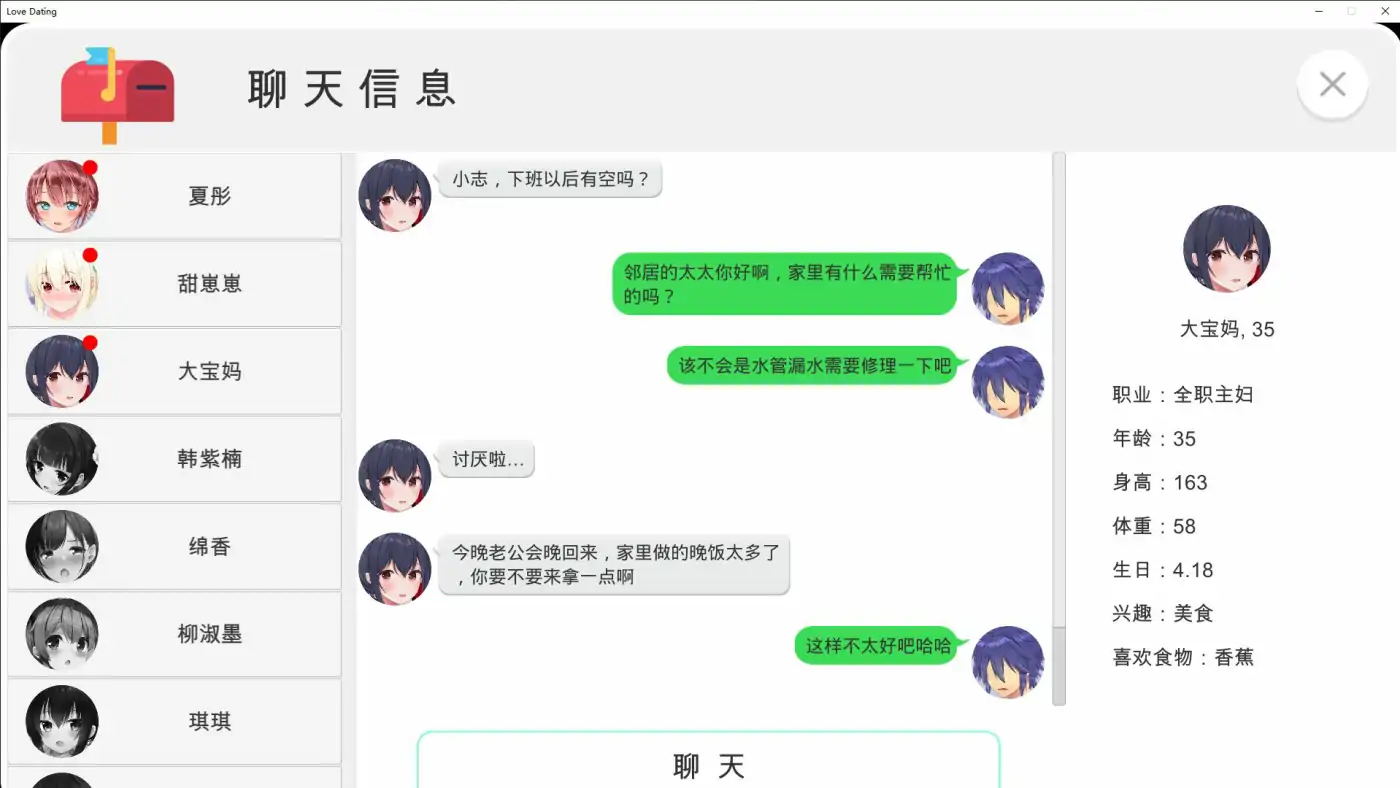 Love Dating
聊天信息
夏彤
甜崽崽
大宝妈
韩紫楠
绵香
柳淑墨
琪琪
小志，下班以后有空吗？
邻居的太太你好啊，家里有什么需要帮忙
的吗？
该不会是水管漏水需要修理一下吧
讨厌啦...
今晚老公会晚回来，家里做的晚饭太多了
，你要不要来拿一点啊
这样不太好吧哈哈
聊天
大宝妈, 35
职业：全职主妇
年龄：35
身高：163
体重：58
生日：4.18
兴趣：美食
喜欢食物：香蕉